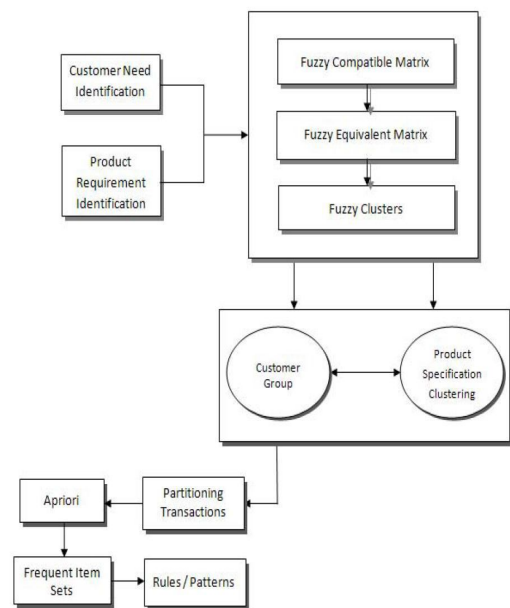 Customer Need
Identification
Product
Requirement
Identification
Fuzzy Compatible Matrix
Fuzzy Equivalent Matrix
Fuzzy Clusters
Customer
Group
Product
Specification
Clustering
Partitioning
Transactions
Apriori
Frequent Item
Sets
Rules / Patterns